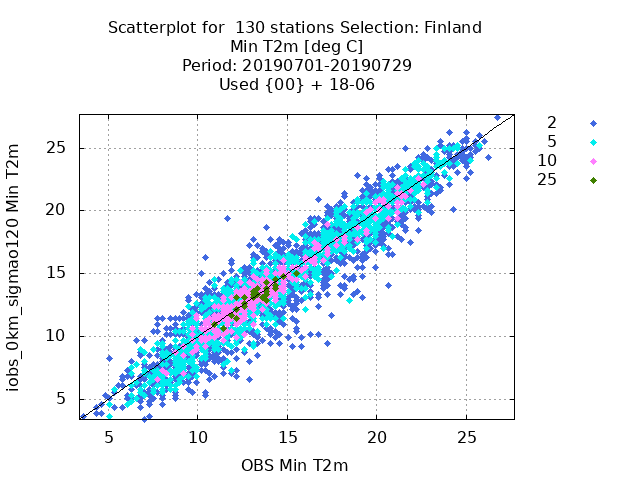 Scatterplot for  130 stations Selection: Finland
Min T2m [deg C]
Period: 20190701-20190729
Used {00} + 18-06
iobs_0km_sigmao120 Min T2m
25
20
15
10
5
5 10 15 20 25
OBS Min T2m
2
5
10
25